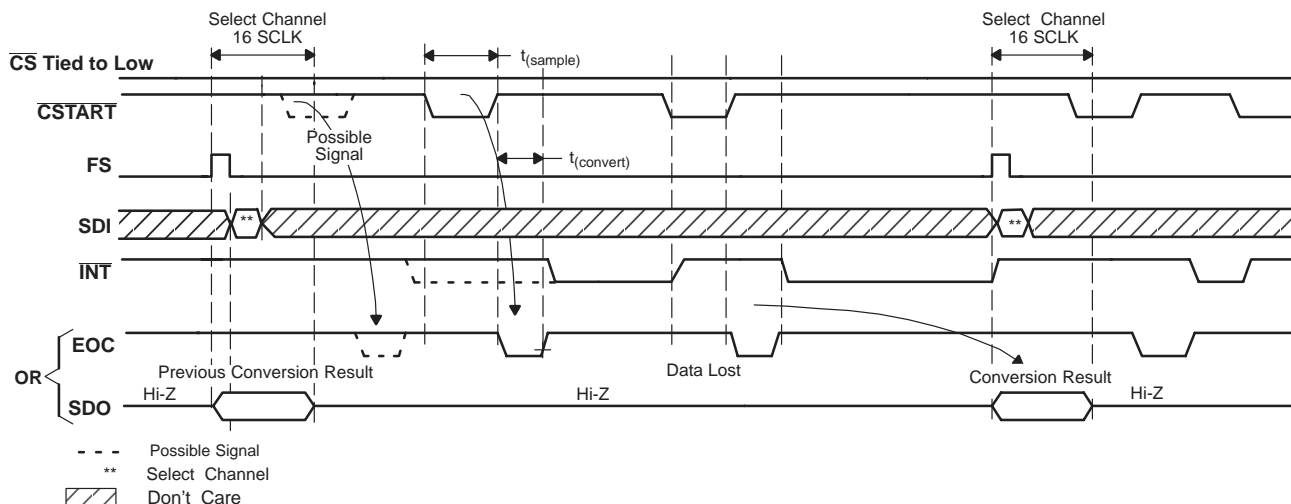 Select Channel
16 SCLK
Select Channel
16 SCLK
CS Tied to Low
t(sample)
CSTART
Possible
Signal
FS
t(convert)
SDI
**
**
INT
EOC
OR
Previous Conversion Result
Data Lost
Conversion Result
SDO
Hi-Z
Hi-Z
Hi-Z
Possible Signal
** Select Channel
Don't Care